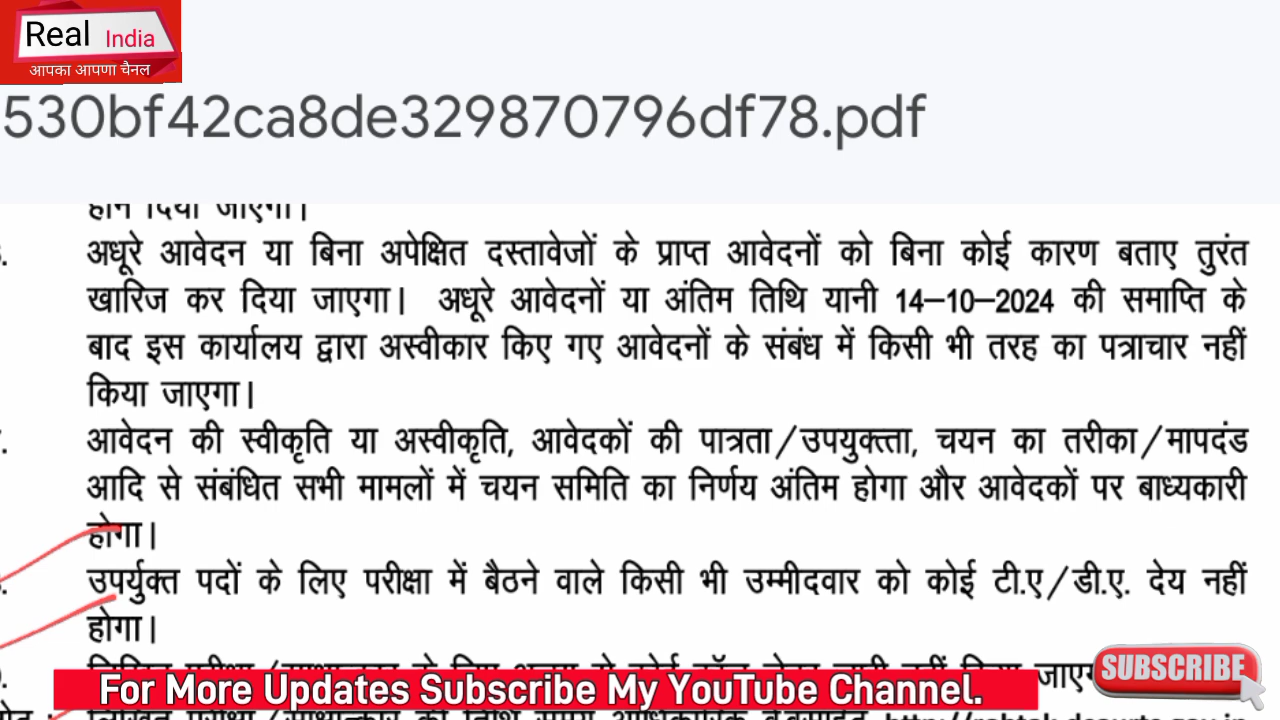 Real India
आपका आपणा चैनल
530bf42ca8de329870796df78.pdf
होने दिया जाएगा।
अधूरे आवेदन या बिना अपेक्षित दस्तावेजों के प्राप्त आवेदनों को बिना कोई कारण बताए तुरंत
खारिज कर दिया जाएगा। अधूरे आवेदनों या अंतिम तिथि यानी 14–10–2024 की समाप्ति के
बाद इस कार्यालय द्वारा अस्वीकार किए गए आवेदनों के संबंध में किसी भी तरह का पत्राचार नहीं
किया जाएगा।
आवेदन की स्वीकृति या अस्वीकृति, आवेदकों की पात्रता/उपयुक्तता, चयन का तरीका/मापदंड
आदि से संबंधित सभी मामलों में चयन समिति का निर्णय अंतिम होगा और आवेदकों पर बाध्यकारी
होगा।
उपर्युक्त पदों के लिए परीक्षा में बैठने वाले किसी भी उम्मीदवार को कोई टी.ए/डी.ए. देय नहीं
होगा।
For More Updates Subscribe My YouTube Channel.
SUBSCRIBE